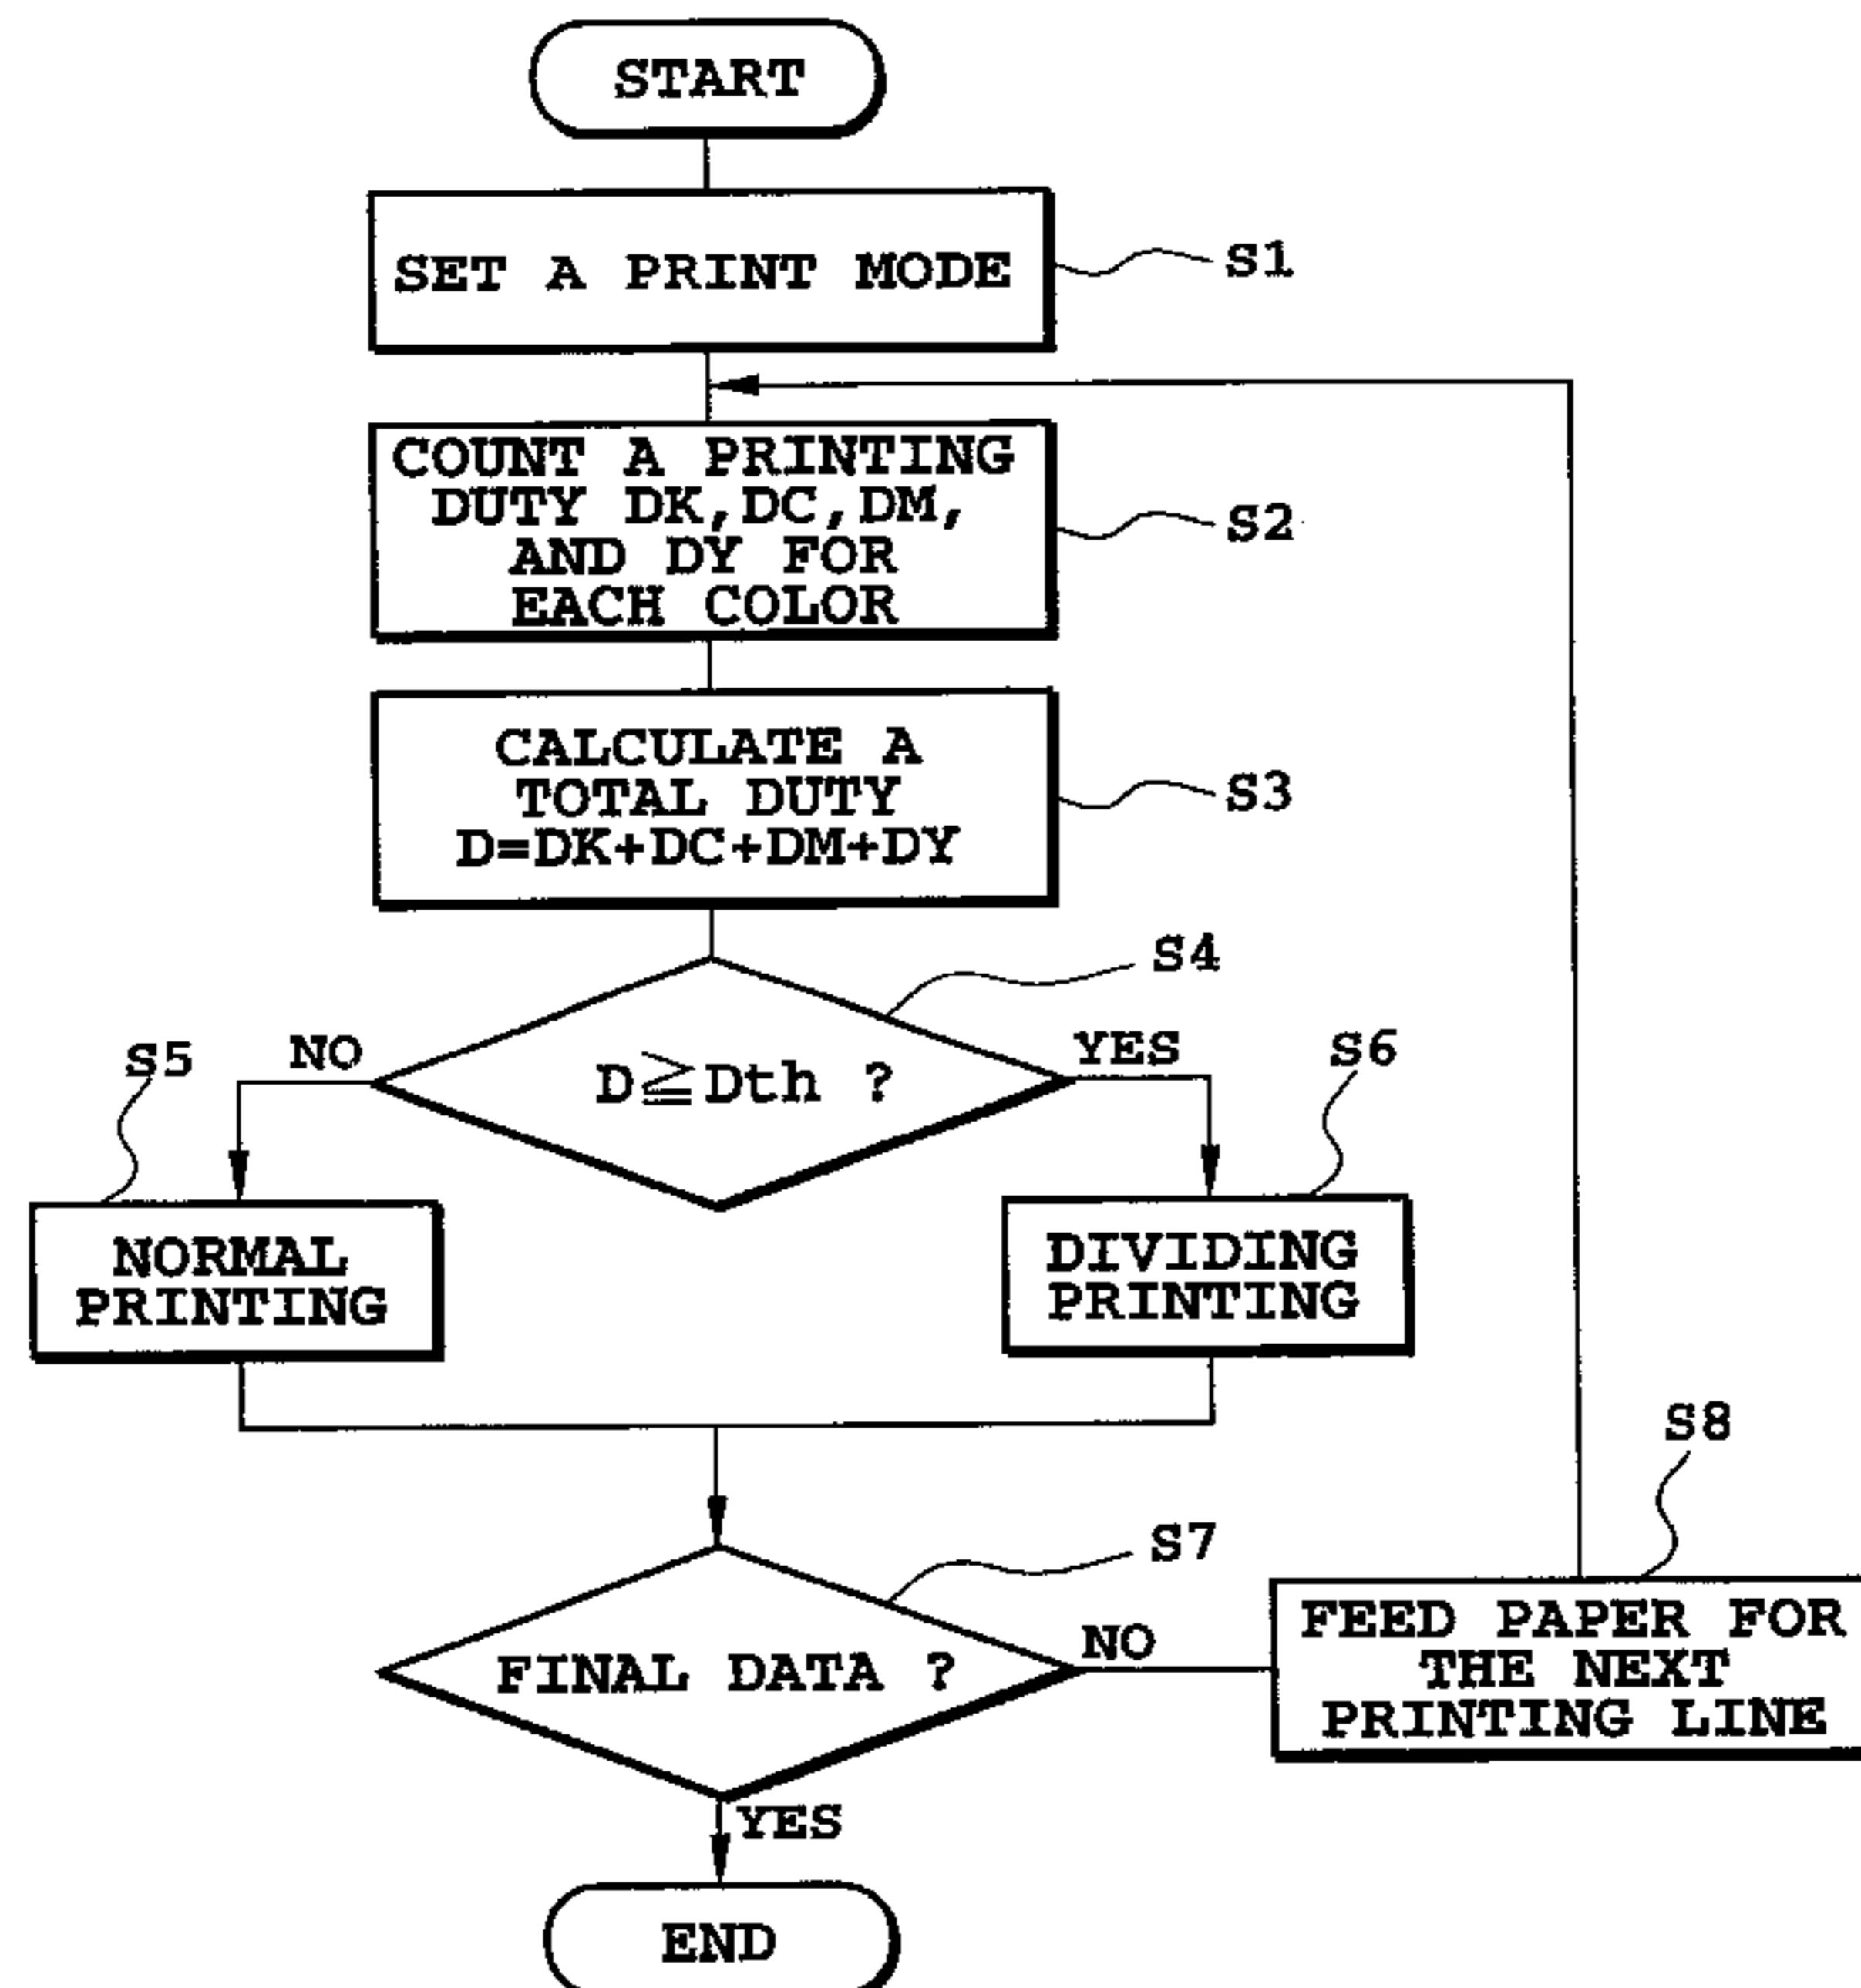 START
SET A PRINT MODE
S1
COUNT A PRINTING
DUTY DK,DC,DM,
AND DY FOR
EACH COLOR
S2
CALCULATE A
TOTAL DUTY
D=DK+DC+DM+DY
S3
S4
NO
D≧Dth ?
YES
S5
S6
NORMAL
PRINTING
DIVIDING
PRINTING
S7
FINAL DATA ?
NO
S8
FEED PAPER FOR
THE NEXT
PRINTING LINE
YES
END